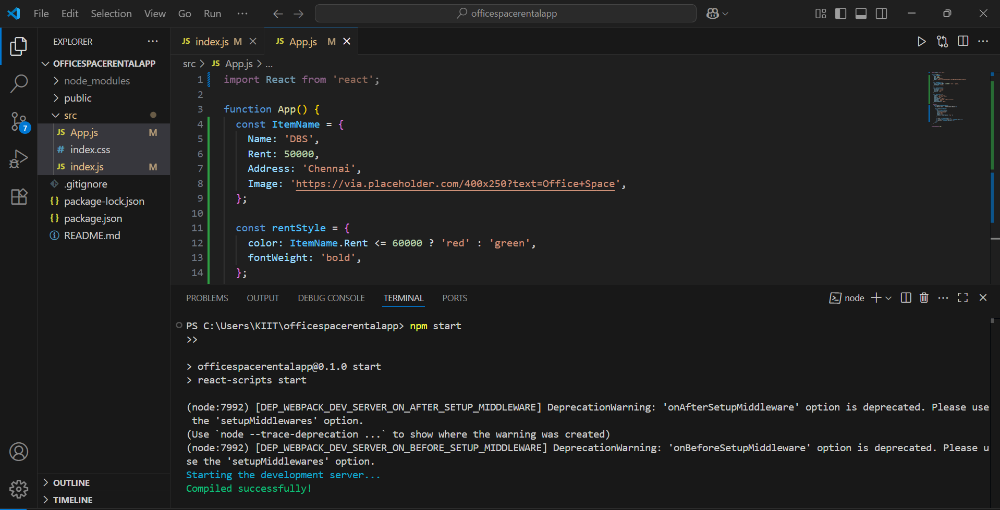 File Edit Selection View Go Run ···
officespacerentalapp
EXPLORER ···
OFFICESPACERENTALAPP
node_modules
public
src
JS App.js M
# index.css
JS index.js M
.gitignore
{} package-lock.json
{} package.json
README.md
7
OUTLINE
TIMELINE
JS index.js M
JS App.js M
src > JS App.js > ...
1 import React from 'react';
2
3 function App() {
4 const ItemName = {
5 Name: 'DBS',
6 Rent: 50000,
7 Address: 'Chennai',
8 Image: 'https://via.placeholder.com/400x250?text=Office+Space',
9 };
10
11 const rentStyle = {
12 color: ItemName.Rent <= 60000 ? 'red' : 'green',
13 fontWeight: 'bold',
14 };
PROBLEMS OUTPUT DEBUG CONSOLE TERMINAL PORTS
node
PS C:\Users\KIIT\officespacerentalapp> npm start
>>
> officespacerentalapp@0.1.0 start
> react-scripts start
(node:7992) [DEP_WEBPACK_DEV_SERVER_ON_AFTER_SETUP_MIDDLEWARE] DeprecationWarning: 'onAfterSetupMiddleware' option is deprecated. Please use
the 'setupMiddlewares' option.
(Use `node --trace-deprecation ...` to show where the warning was created)
(node:7992) [DEP_WEBPACK_DEV_SERVER_ON_BEFORE_SETUP_MIDDLEWARE] DeprecationWarning: 'onBeforeSetupMiddleware' option is deprecated. Please u
se the 'setupMiddlewares' option.
Starting the development server...
Compiled successfully!